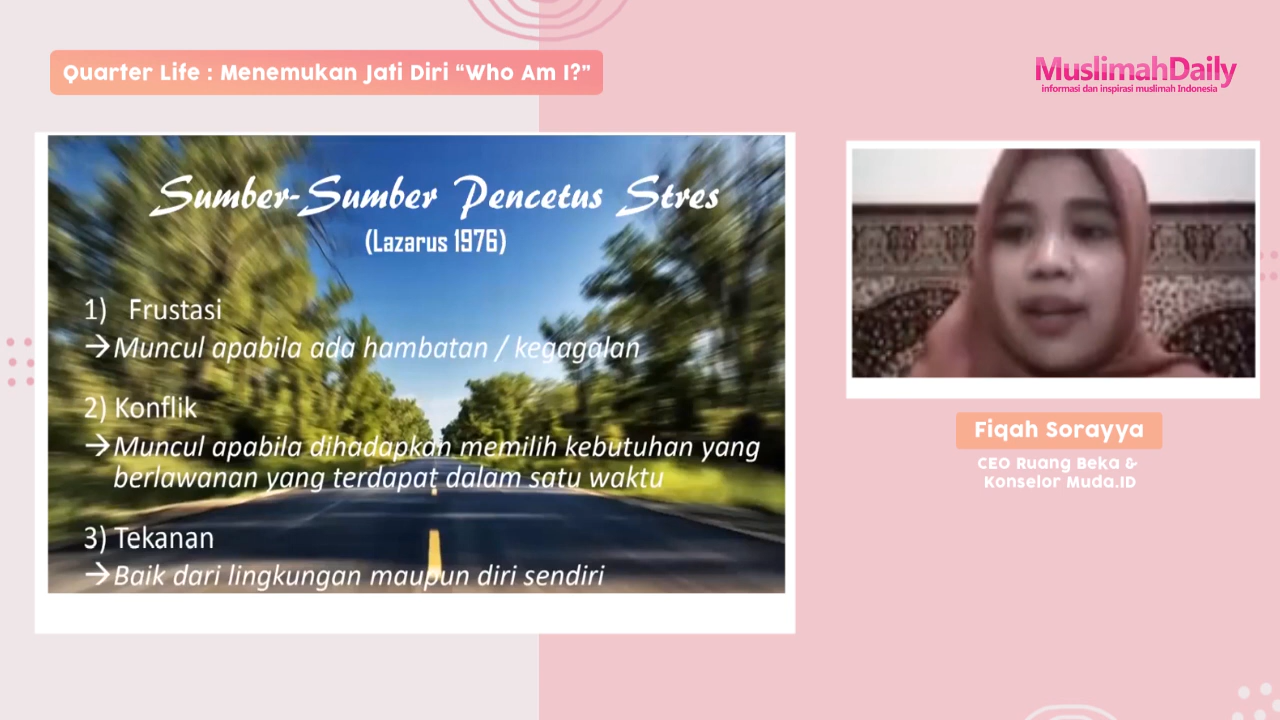 Quarter Life : Menemukan Jati Diri “Who Am I?”
MuslimahDaily
informasi dan inspirasi muslimah Indonesia
Sumber-Sumber Pencetus Stres
(Lazarus 1976)
1) Frustasi
→Muncul apabila ada hambatan / kegagalan
2) Konflik
→Muncul apabila dihadapkan memilih kebutuhan yang
berlawanan yang terdapat dalam satu waktu
3) Tekanan
→Baik dari lingkungan maupun diri sendiri
Fiqah Sorayya
CEO Ruang Beka &
Konselor Muda.ID